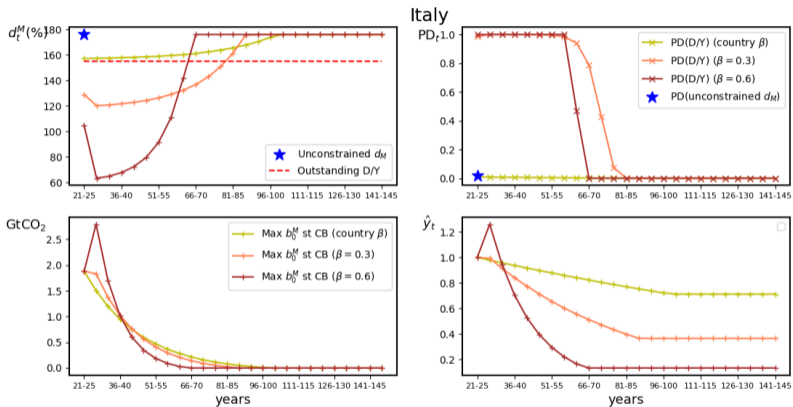 Italy
d_t^M(%)
180
160
140
120
100
80
60
21-25 36-40 51-55 66-70 81-85 96-100 111-115 126-130 141-145
Unconstrained d_M
Outstanding D/Y
PD_t
1.0
0.8
0.6
0.4
0.2
0.0
21-25 36-40 51-55 66-70 81-85 96-100 111-115 126-130 141-145
PD(D/Y) (country β)
PD(D/Y) (β = 0.3)
PD(D/Y) (β = 0.6)
PD(unconstrained d_M)
GtCO₂
2.5
2.0
1.5
1.0
0.5
0.0
21-25 36-40 51-55 66-70 81-85 96-100 111-115 126-130 141-145
years
Max b_0^M st CB (country β)
Max b_0^M st CB (β = 0.3)
Max b_0^M st CB (β = 0.6)
ŷ_t
1.2
1.0
0.8
0.6
0.4
0.2
21-25 36-40 51-55 66-70 81-85 96-100 111-115 126-130 141-145
years